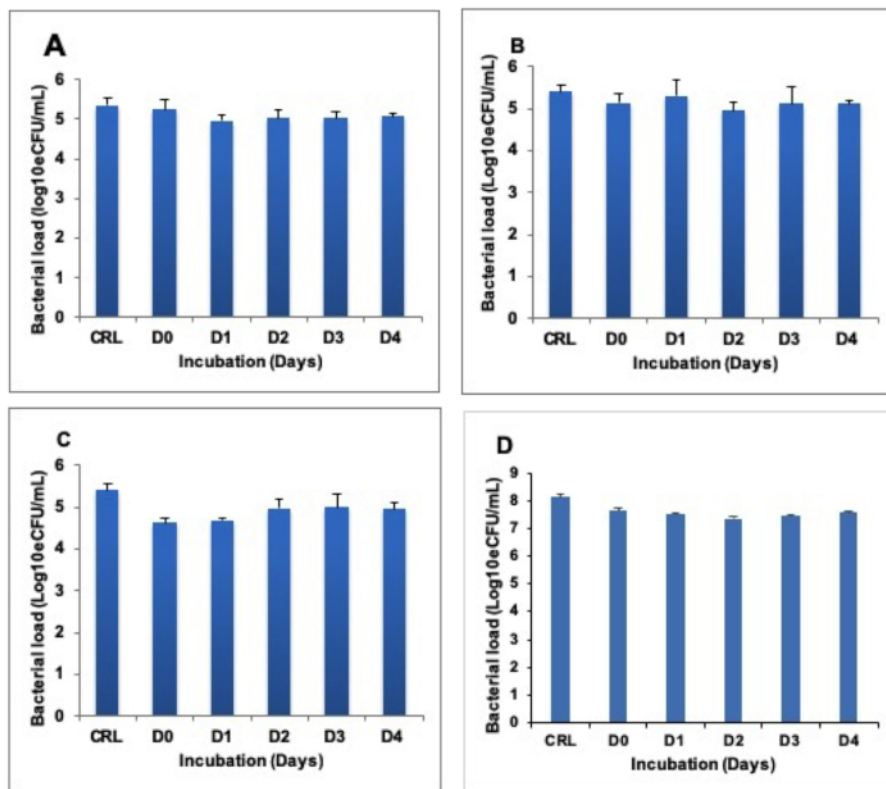 A
Bacterial load (log10eCFU/mL)
6
5
4
3
2
1
0
CRL D0 D1 D2 D3 D4
Incubation (Days)
B
Bacterial load (Log10eCFU/mL)
6
5
4
3
2
1
0
CRL D0 D1 D2 D3 D4
Incubation (Days)
C
Bacterial load (Log10eCFU/mL)
6
5
4
3
2
1
0
CRL D0 D1 D2 D3 D4
Incubation (Days)
D
Bacterial load (Log10eCFU/mL)
9
8
7
6
5
4
3
2
1
0
CRL D0 D1 D2 D3 D4
Incubation (Days)